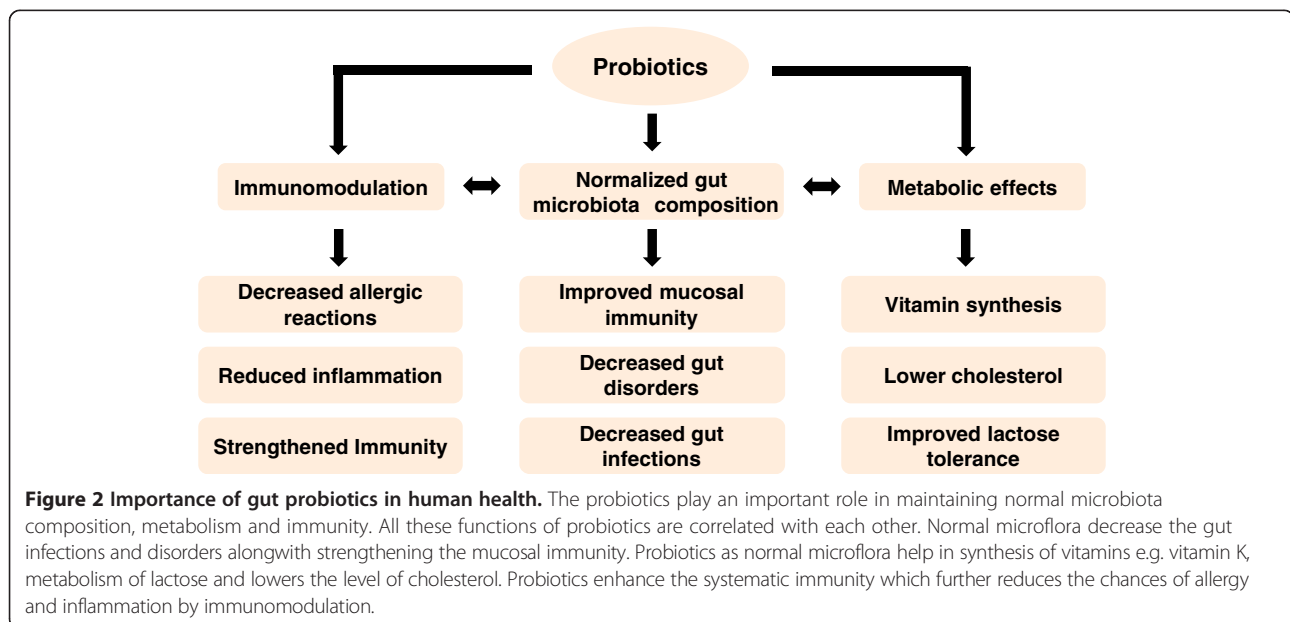 Probiotics
Immunomodulation
Normalized gut
microbiota composition
Metabolic effects
Decreased allergic
reactions
Improved mucosal
immunity
Vitamin synthesis
Reduced inflammation
Decreased gut
disorders
Lower cholesterol
Strengthened Immunity
Decreased gut
infections
Improved lactose
tolerance
Figure 2 Importance of gut probiotics in human health. The probiotics play an important role in maintaining normal microbiota
composition, metabolism and immunity. All these functions of probiotics are correlated with each other. Normal microflora decrease the gut
infections and disorders alongwith strengthening the mucosal immunity. Probiotics as normal microflora help in synthesis of vitamins e.g. vitamin K,
metabolism of lactose and lowers the level of cholesterol. Probiotics enhance the systematic immunity which further reduces the chances of allergy
and inflammation by immunomodulation.